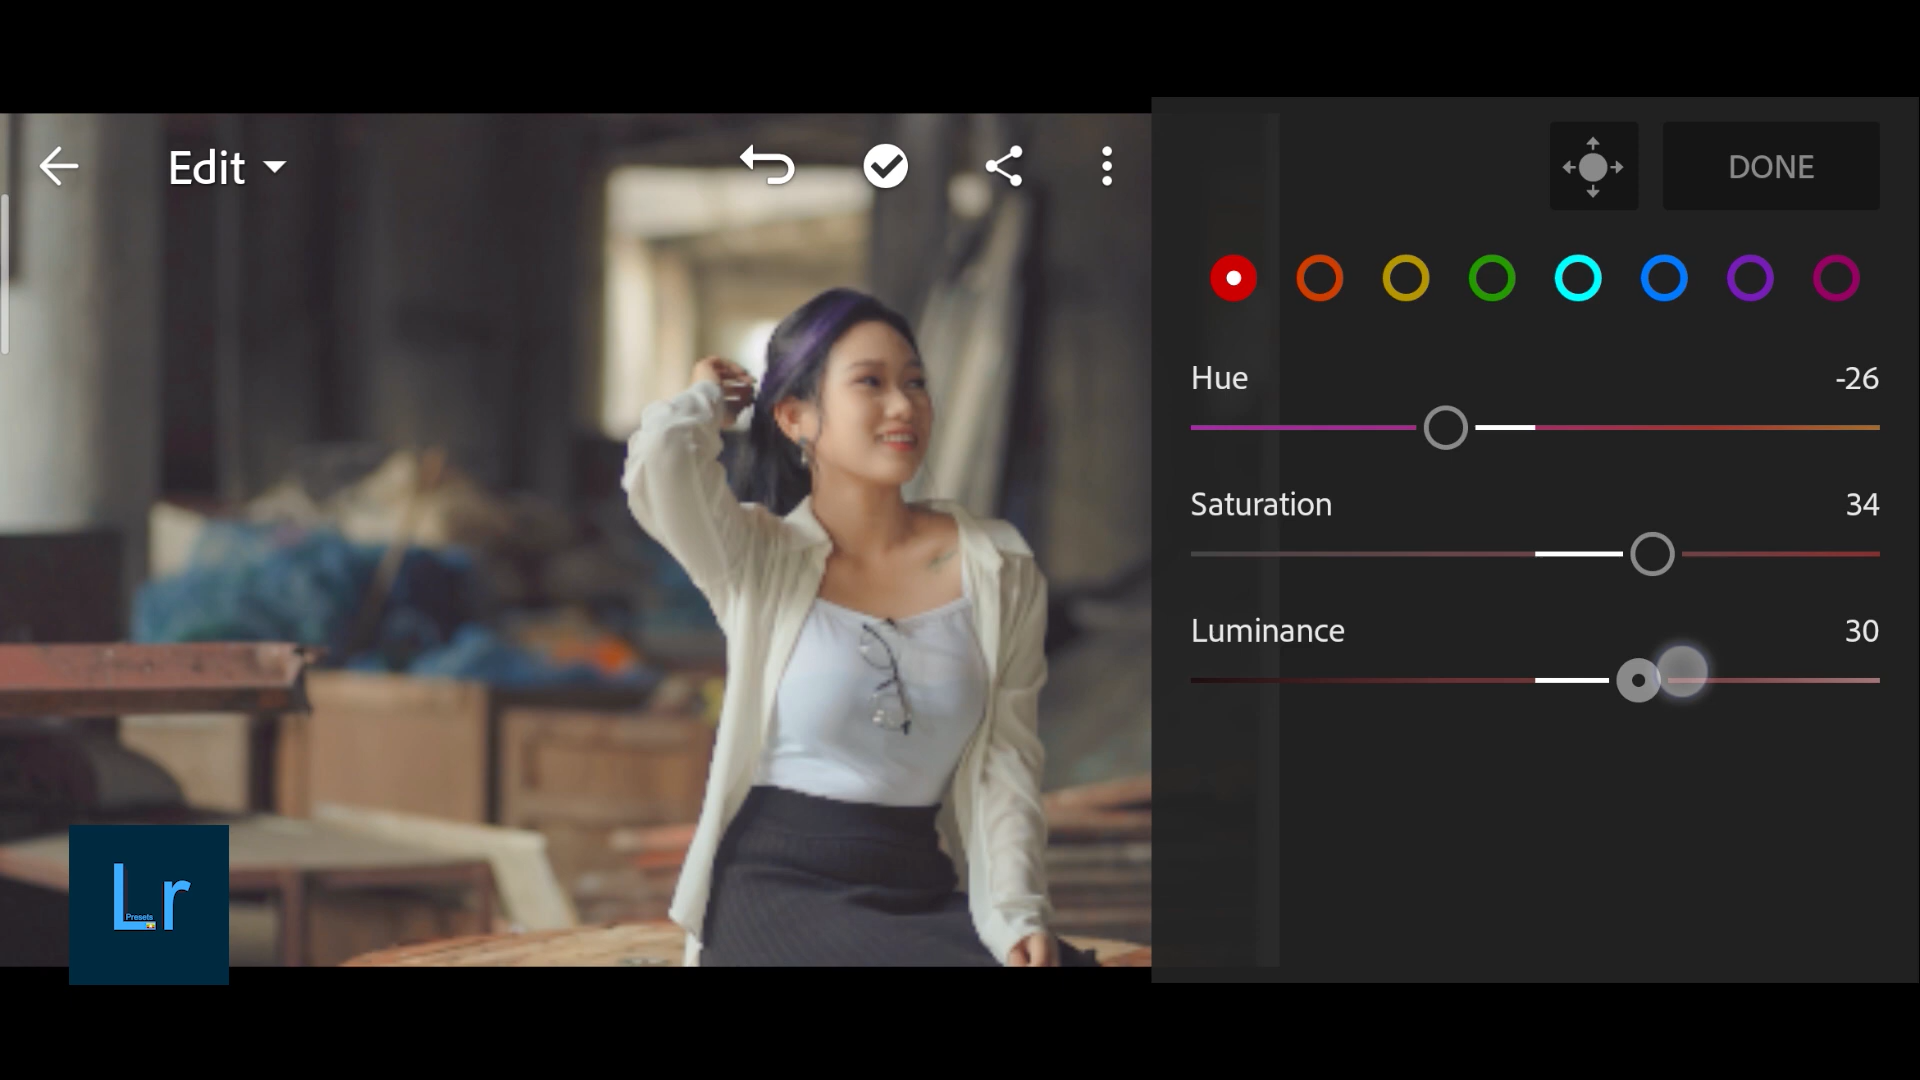 Edit
DONE
Hue
-26
Saturation
34
Luminance
30
Lr
Presets